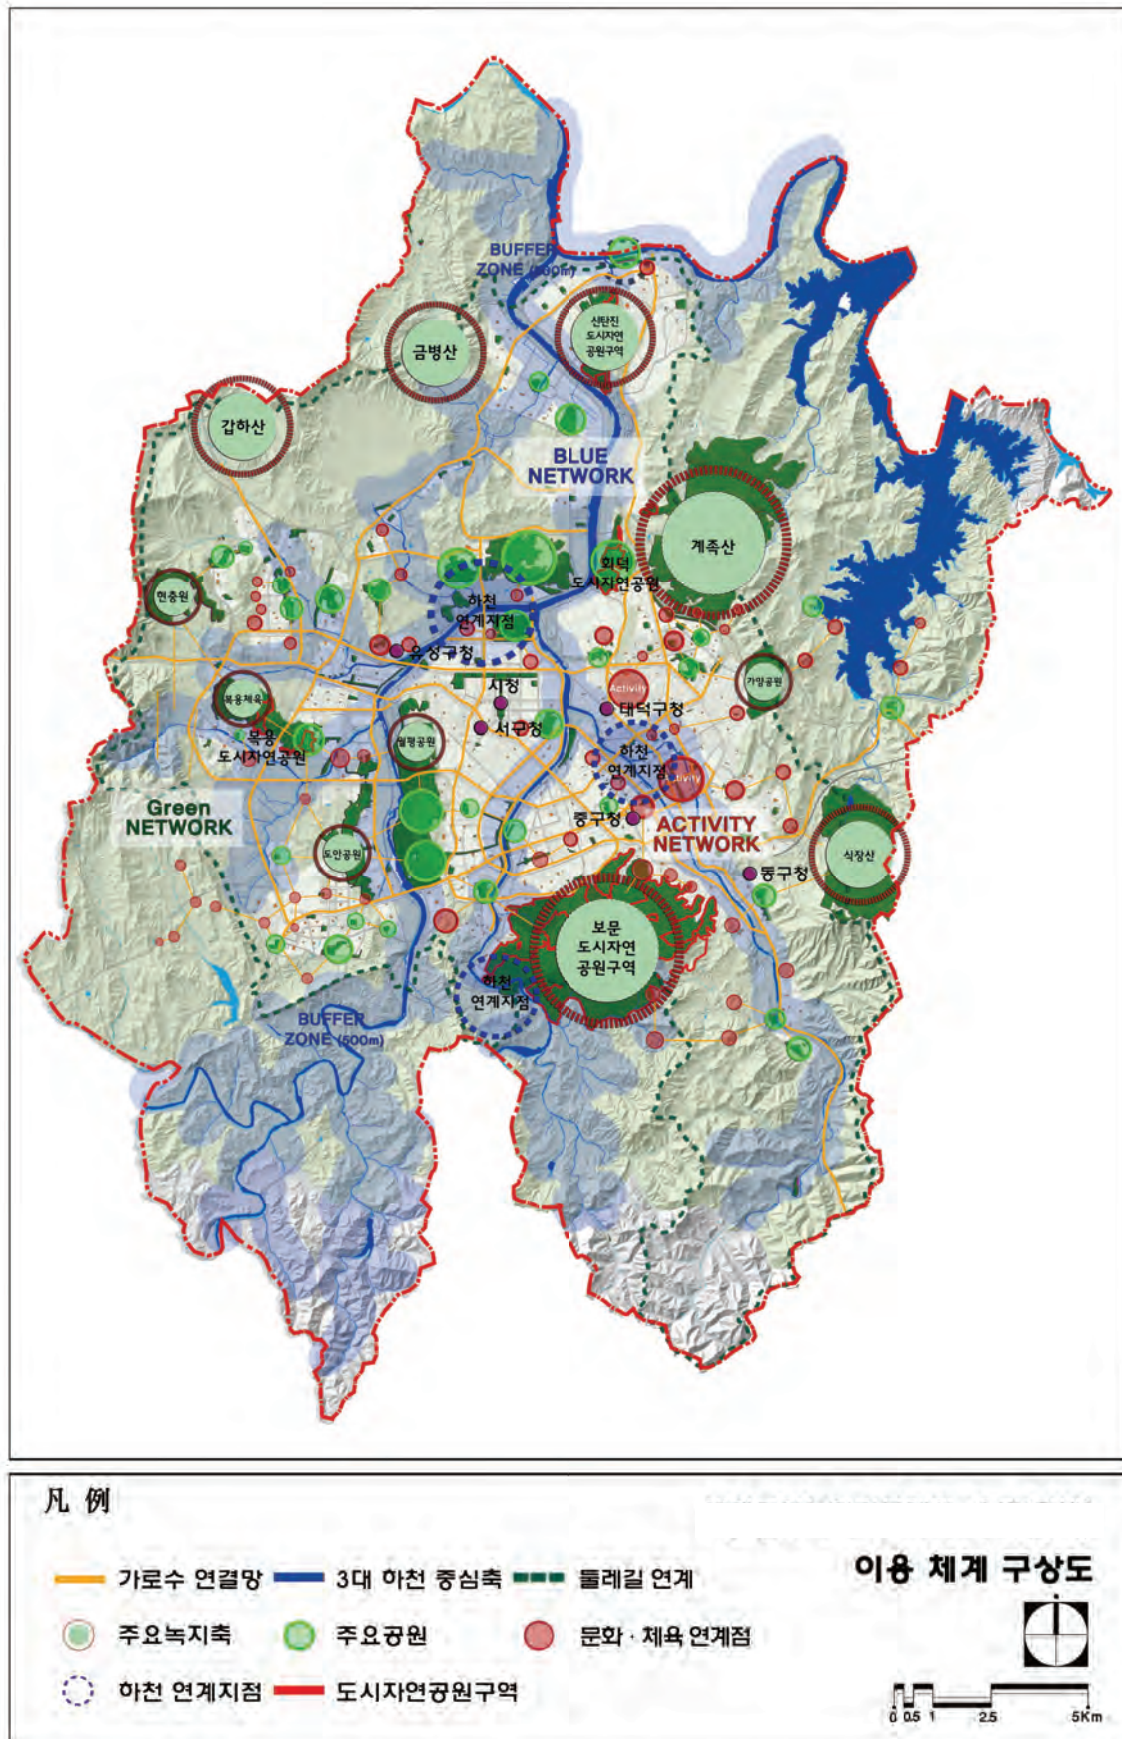 BUFFER
ZONE (500m)
신탄진
도시자연
공원구역
금병산
갑하산
BLUE
NETWORK
계족산
회덕
도시자연공원
현충원
하천
연계지점
유성구청
시청
가양공원
복용체육
Activity
대덕구청
서구청
월평공원
복용
도시자연공원
하천
연계지점
Activity
Green
NETWORK
중구청
ACTIVITY
NETWORK
도안공원
식장산
동구청
보문
도시자연
공원구역
하천
연계지점
BUFFER
ZONE (500m)
凡 例
이용 체계 구상도
가로수 연결망
3대 하천 중심축
둘레길 연계
주요녹지축
주요공원
문화 · 체육 연계점
하천 연계지점
도시자연공원구역
0 0.5 1 2.5 5Km